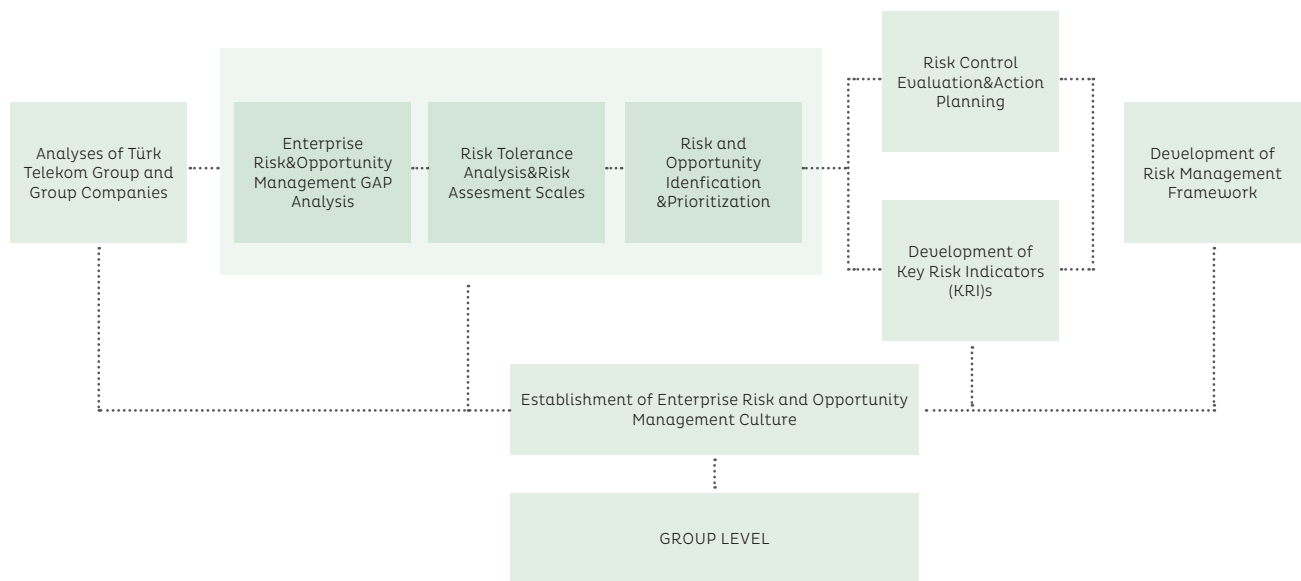 Analyses of Türk
Telekom Group and
Group Companies
Enterprise
Risk&Opportunity
Management GAP
Analysis
Risk Tolerance
Analysis&Risk
Assesment Scales
Risk and
Opportunity
Idenfication
&Prioritization
Risk Control
Evaluation&Action
Planning
Development of
Key Risk Indicators
(KRI)s
Development of
Risk Management
Framework
Establishment of Enterprise Risk and Opportunity
Management Culture
GROUP LEVEL